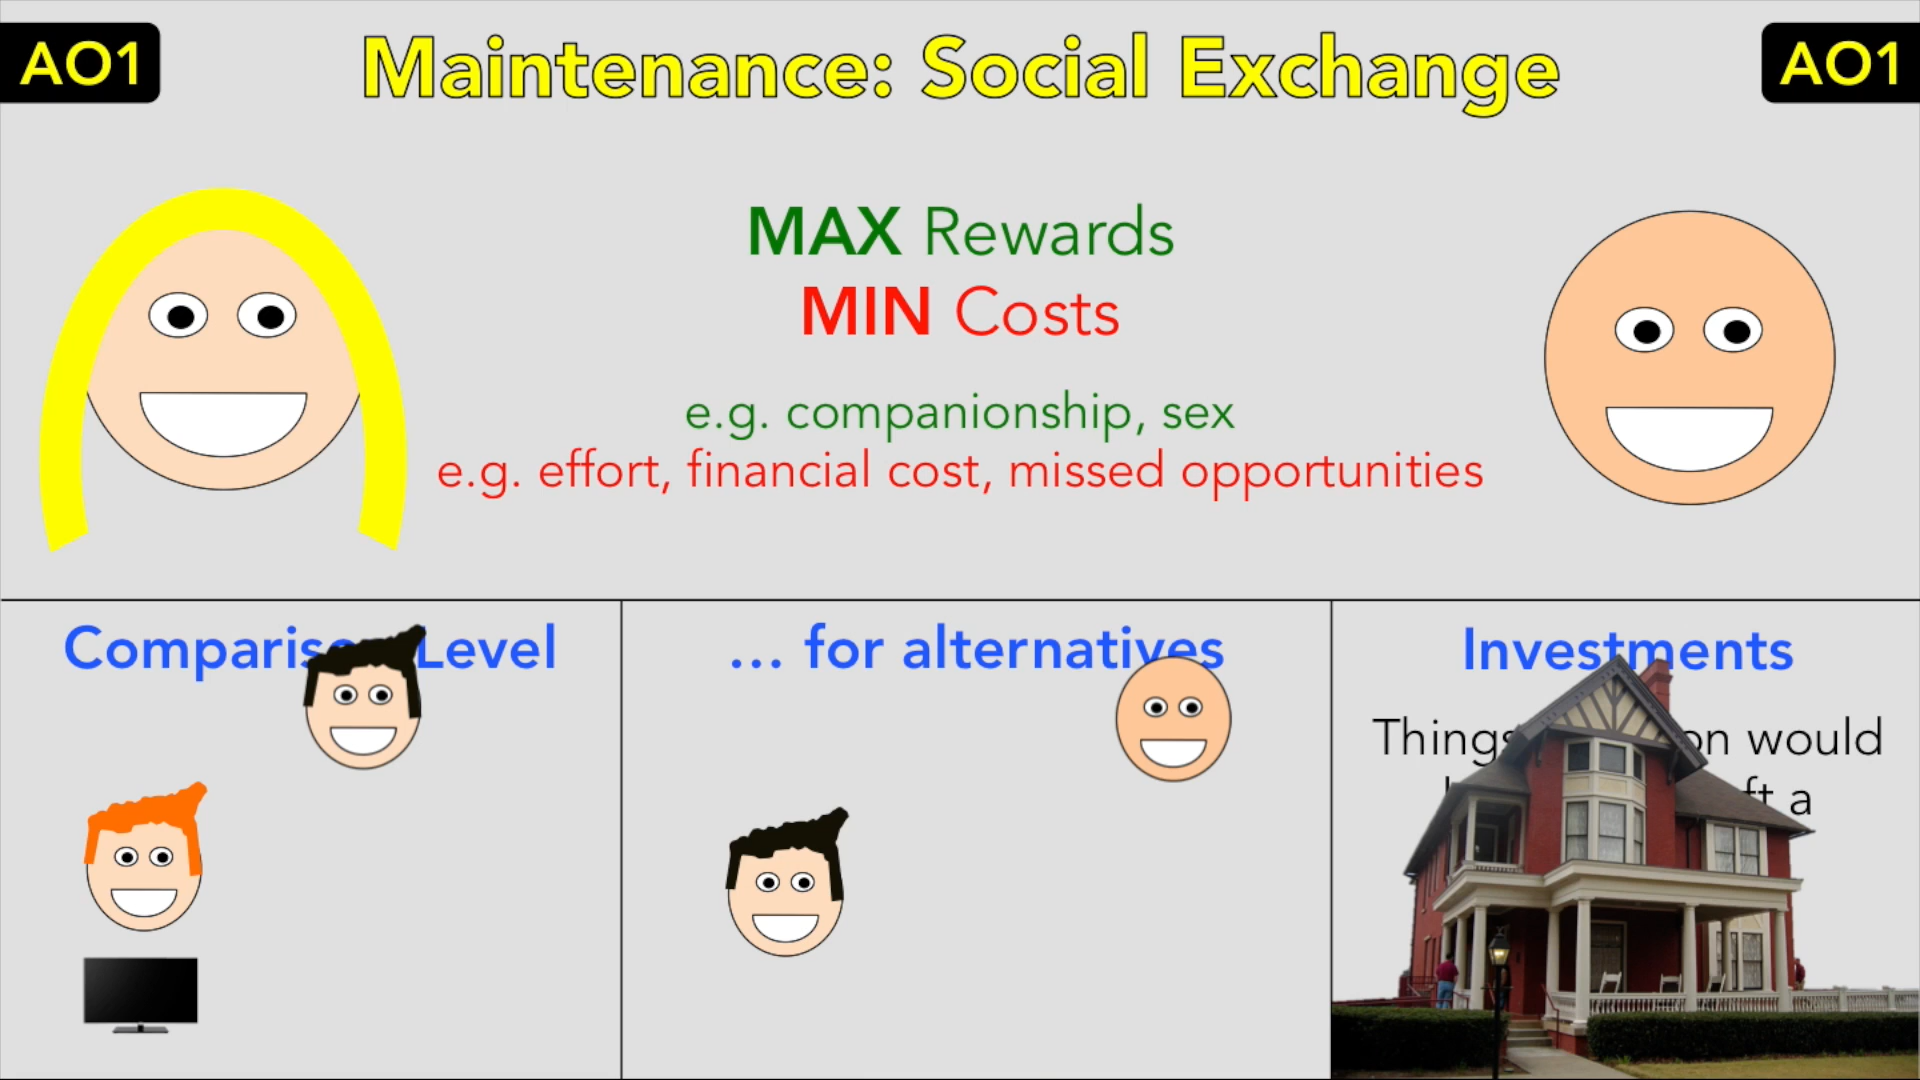 AO1
Maintenance: Social Exchange
AO1
MAX Rewards
MIN Costs
e.g. companionship, sex
e.g. effort, financial cost, missed opportunities
Level
... for alternatives
Investments
would
a